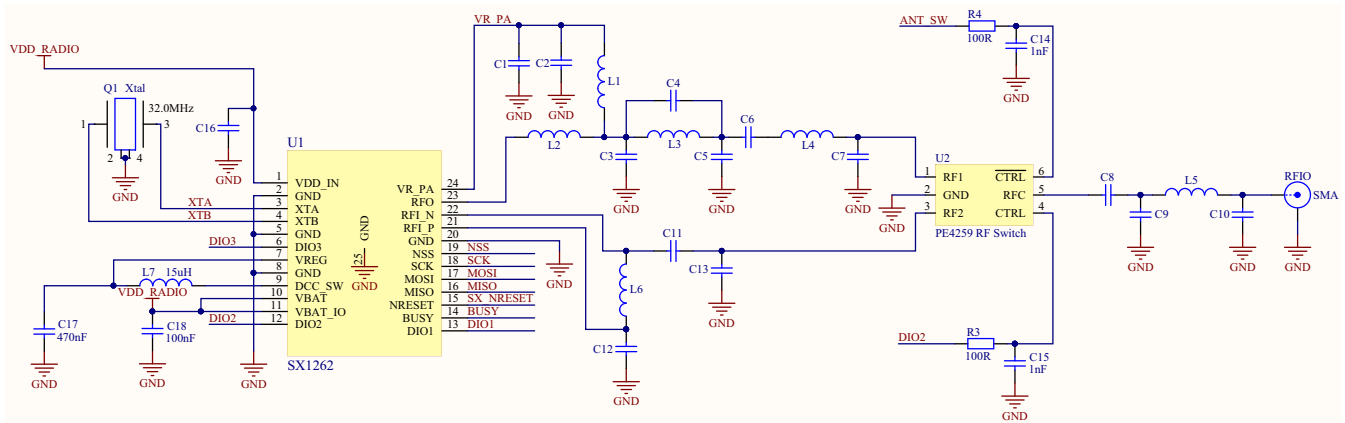 VR_PA
ANT_SW
R4
100R
C14
1nF
GND
VDD_RADIO
C1
C2
GND
GND
L1
C4
Q1 Xtal
32.0MHz
1
3
2
4
GND
C16
GND
U1
L2
C3
GND
L3
C5
GND
C6
L4
C7
GND
U2
1
RF1
CTRL
6
2
GND
RFC
5
3
RF2
CTRL
4
PE4259 RF Switch
GND
C8
L5
RFIO
SMA
C9
C10
GND
GND
GND
1
VDD_IN
2
GND
XTA
3
XTA
XTB
4
XTB
5
GND
DIO3
6
DIO3
7
VREG
8
GND
9
DCC_SW
10
VBAT
11
VBAT_IO
DIO2
12
DIO2
GND
25
GND
VR_PA
24
RFO
23
RFI_N
22
RFI_P
21
GND
20
NSS
19
NSS
SCK
18
SCK
MOSI
17
MOSI
MISO
16
MISO
NRESET
15
SX_NRESET
BUSY
14
BUSY
DIO1
13
DIO1
SX1262
GND
C11
C13
GND
L6
C12
GND
L7 15uH
VDD_RADIO
C17
470nF
GND
C18
100nF
GND
GND
DIO2
R3
100R
C15
1nF
GND